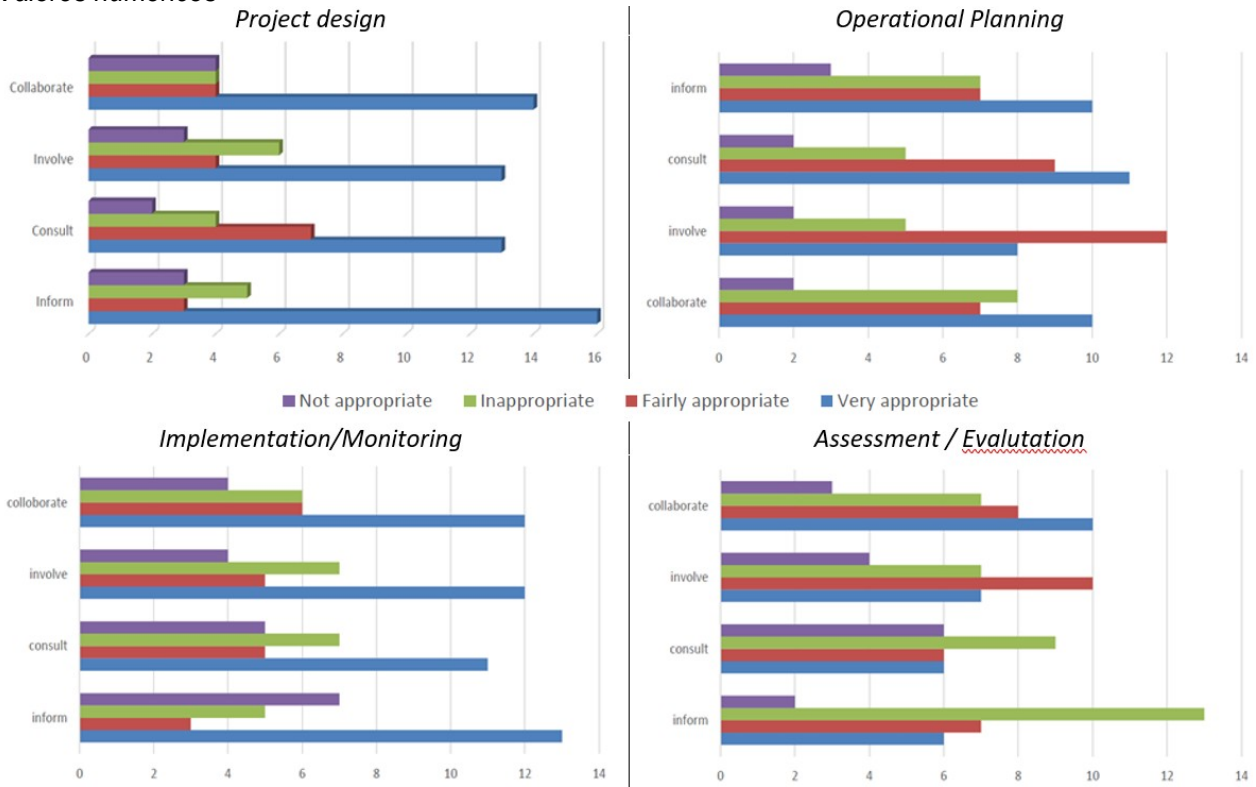 Project design
Collaborate
Involve
Consult
Inform
0 2 4 6 8 10 12 14 16
Operational Planning
inform
consult
involve
collaborate
0 2 4 6 8 10 12 14
Not appropriate Inappropriate Fairly appropriate Very appropriate
Implementation/Monitoring
colloborate
involve
consult
inform
0 2 4 6 8 10 12 14
Assessment / Evalutation
collaborate
involve
consult
inform
0 2 4 6 8 10 12 14